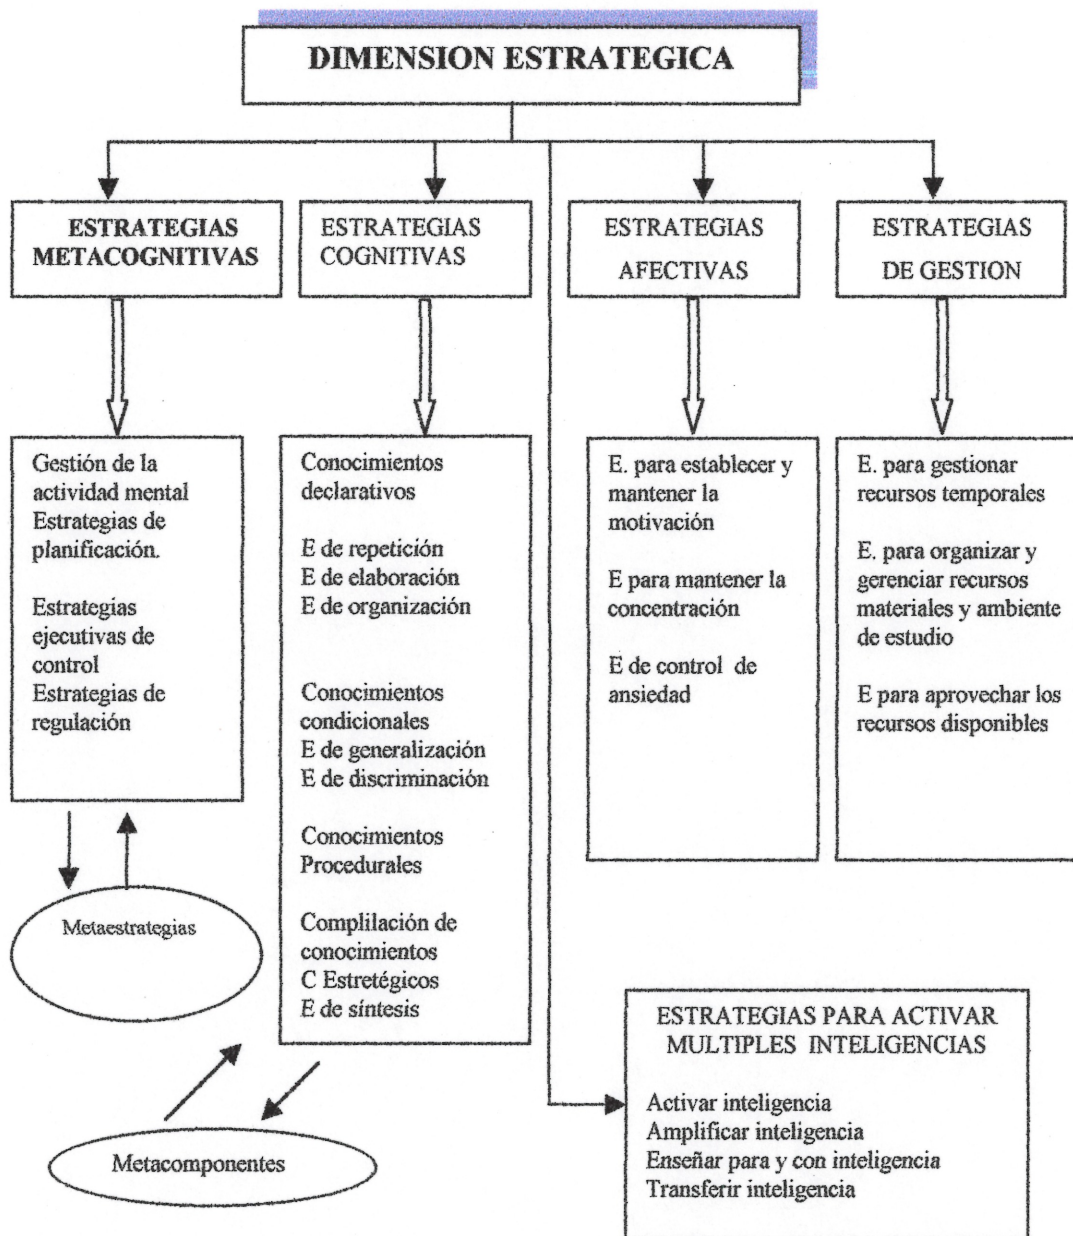 DIMENSION ESTRATEGICA
ESTRATEGIAS
METACOGNITIVAS
ESTRATEGIAS
COGNITIVAS
ESTRATEGIAS
AFECTIVAS
ESTRATEGIAS
DE GESTION
Gestión de la
actividad mental
Estrategias de
planificación.
Estrategias
ejecutivas de
control
Estrategias de
regulación
Conocimientos
declarativos
E de repetición
E de elaboración
E de organización
Conocimientos
condicionales
E de generalización
E de discriminación
Conocimientos
Procedurales
Complilación de
conocimientos
C Estretégicos
E de síntesis
E. para establecer y
mantener la
motivación
E para mantener la
concentración
E de control de
ansiedad
E. para gestionar
recursos temporales
E. para organizar y
gerenciar recursos
materiales y ambiente
de estudio
E para aprovechar los
recursos disponibles
Metaestrategias
Metacomponentes
ESTRATEGIAS PARA ACTIVAR
MULTIPLES INTELIGENCIAS
Activar inteligencia
Amplificar inteligencia
Enseñar para y con inteligencia
Transferir inteligencia